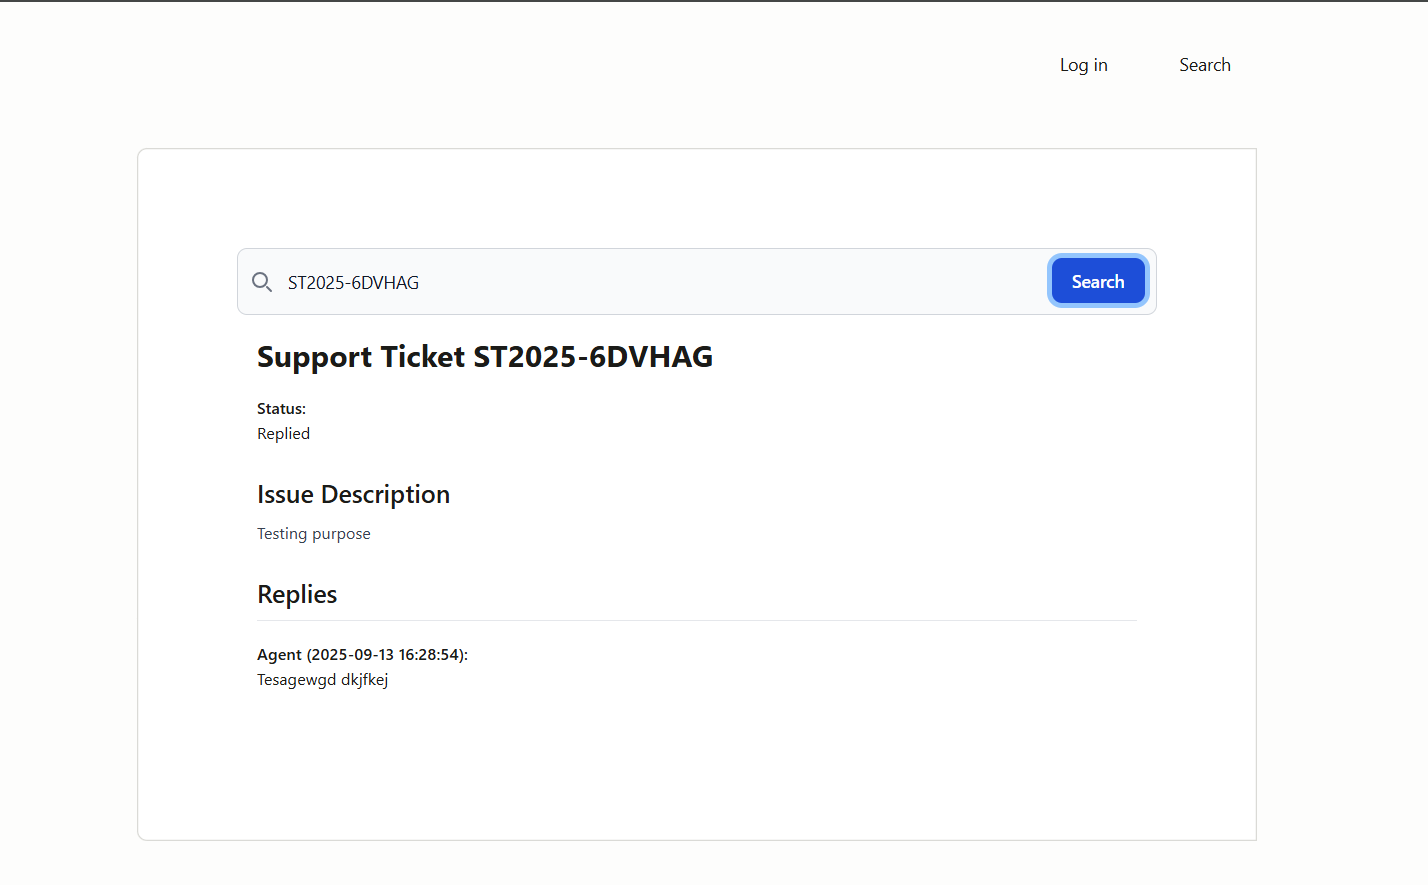 Log in
Search
ST2025-6DVHAG
Search
Support Ticket ST2025-6DVHAG
Status:
Replied
Issue Description
Testing purpose
Replies
Agent (2025-09-13 16:28:54):
Tesagewgd dkjfkej